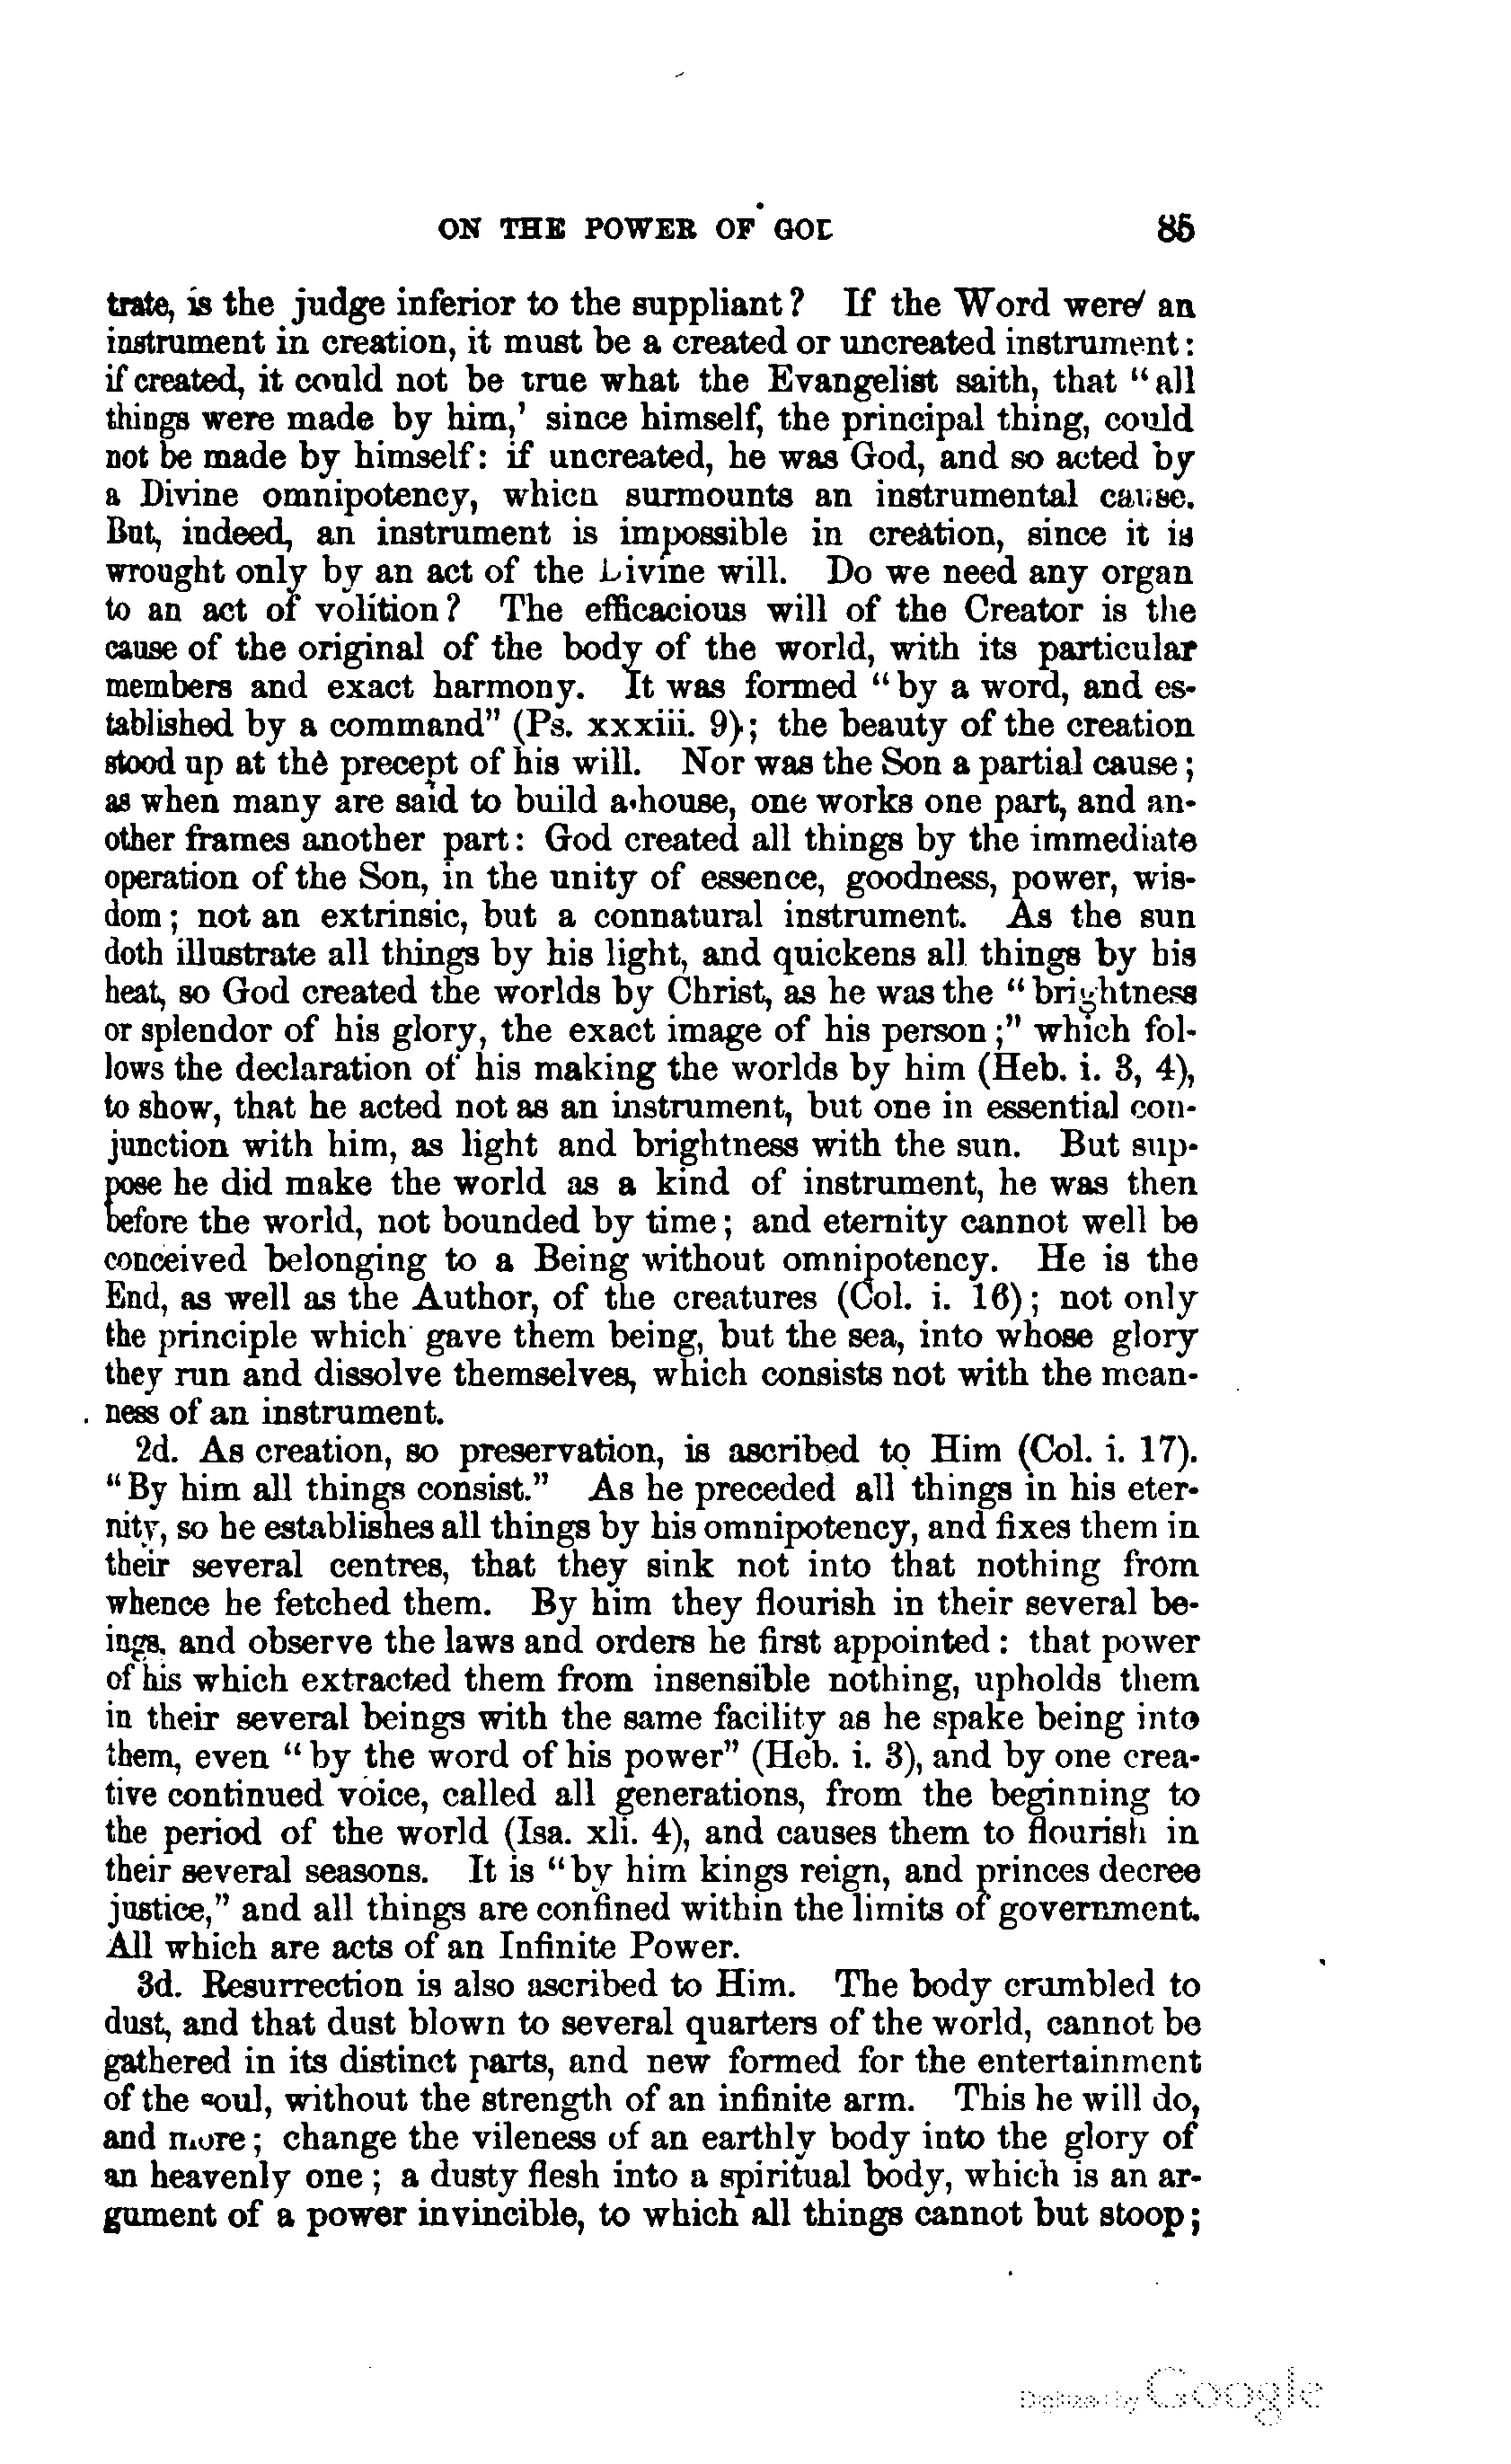 ON THE POWER OF GOD 85
trate, is the judge inferior to the suppliant? If the Word were an
instrument in creation, it must be a created or uncreated instrument:
if created, it could not be true what the Evangelist saith, that "all
things were made by him,' since himself, the principal thing, could
not be made by himself: if uncreated, he was God, and so acted by
a Divine omnipotency, which surmounts an instrumental cause.
But, indeed, an instrument is impossible in creation, since it is
wrought only by an act of the Divine will. Do we need any organ
to an act of volition? The efficacious will of the Creator is the
cause of the original of the body of the world, with its particular
members and exact harmony. It was formed "by a word, and es-
tablished by a command" (Ps. xxxiii. 9); the beauty of the creation
stood up at the precept of his will. Nor was the Son a partial cause;
as when many are said to build a house, one works one part, and an-
other frames another part: God created all things by the immediate
operation of the Son, in the unity of essence, goodness, power, wis-
dom; not an extrinsic, but a connatural instrument. As the sun
doth illustrate all things by his light, and quickens all things by his
heat, so God created the worlds by Christ, as he was the "brightness
or splendor of his glory, the exact image of his person;" which fol-
lows the declaration of his making the worlds by him (Heb. i. 3, 4),
to show, that he acted not as an instrument, but one in essential con-
junction with him, as light and brightness with the sun. But sup-
pose he did make the world as a kind of instrument, he was then
before the world, not bounded by time; and eternity cannot well be
conceived belonging to a Being without omnipotency. He is the
End, as well as the Author, of the creatures (Col. i. 16); not only
the principle which gave them being, but the sea, into whose glory
they run and dissolve themselves, which consists not with the mean-
ness of an instrument.
2d. As creation, so preservation, is ascribed to Him (Col. i. 17).
"By him all things consist." As he preceded all things in his eter-
nity, so he establishes all things by his omnipotency, and fixes them in
their several centres, that they sink not into that nothing from
whence he fetched them. By him they flourish in their several be-
ings, and observe the laws and orders he first appointed: that power
of his which extracted them from insensible nothing, upholds them
in their several beings with the same facility as he spake being into
them, even "by the word of his power" (Heb. i. 3), and by one crea-
tive continued voice, called all generations, from the beginning to
the period of the world (Isa. xli. 4), and causes them to flourish in
their several seasons. It is "by him kings reign, and princes decree
justice," and all things are confined within the limits of government.
All which are acts of an Infinite Power.
3d. Resurrection is also ascribed to Him. The body crumbled to
dust, and that dust blown to several quarters of the world, cannot be
gathered in its distinct parts, and new formed for the entertainment
of the soul, without the strength of an infinite arm. This he will do,
and more; change the vileness of an earthly body into the glory of
an heavenly one; a dusty flesh into a spiritual body, which is an ar-
gument of a power invincible, to which all things cannot but stoop;
Digitized by Google